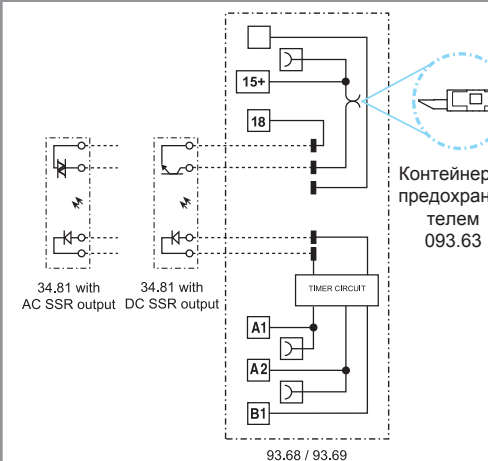 15+
18
Контейнер
предохран
телем
093.63
34.81 with
AC SSR output
34.81 with
DC SSR output
TIMER CIRCUIT
A1
A2
B1
93.68 / 93.69